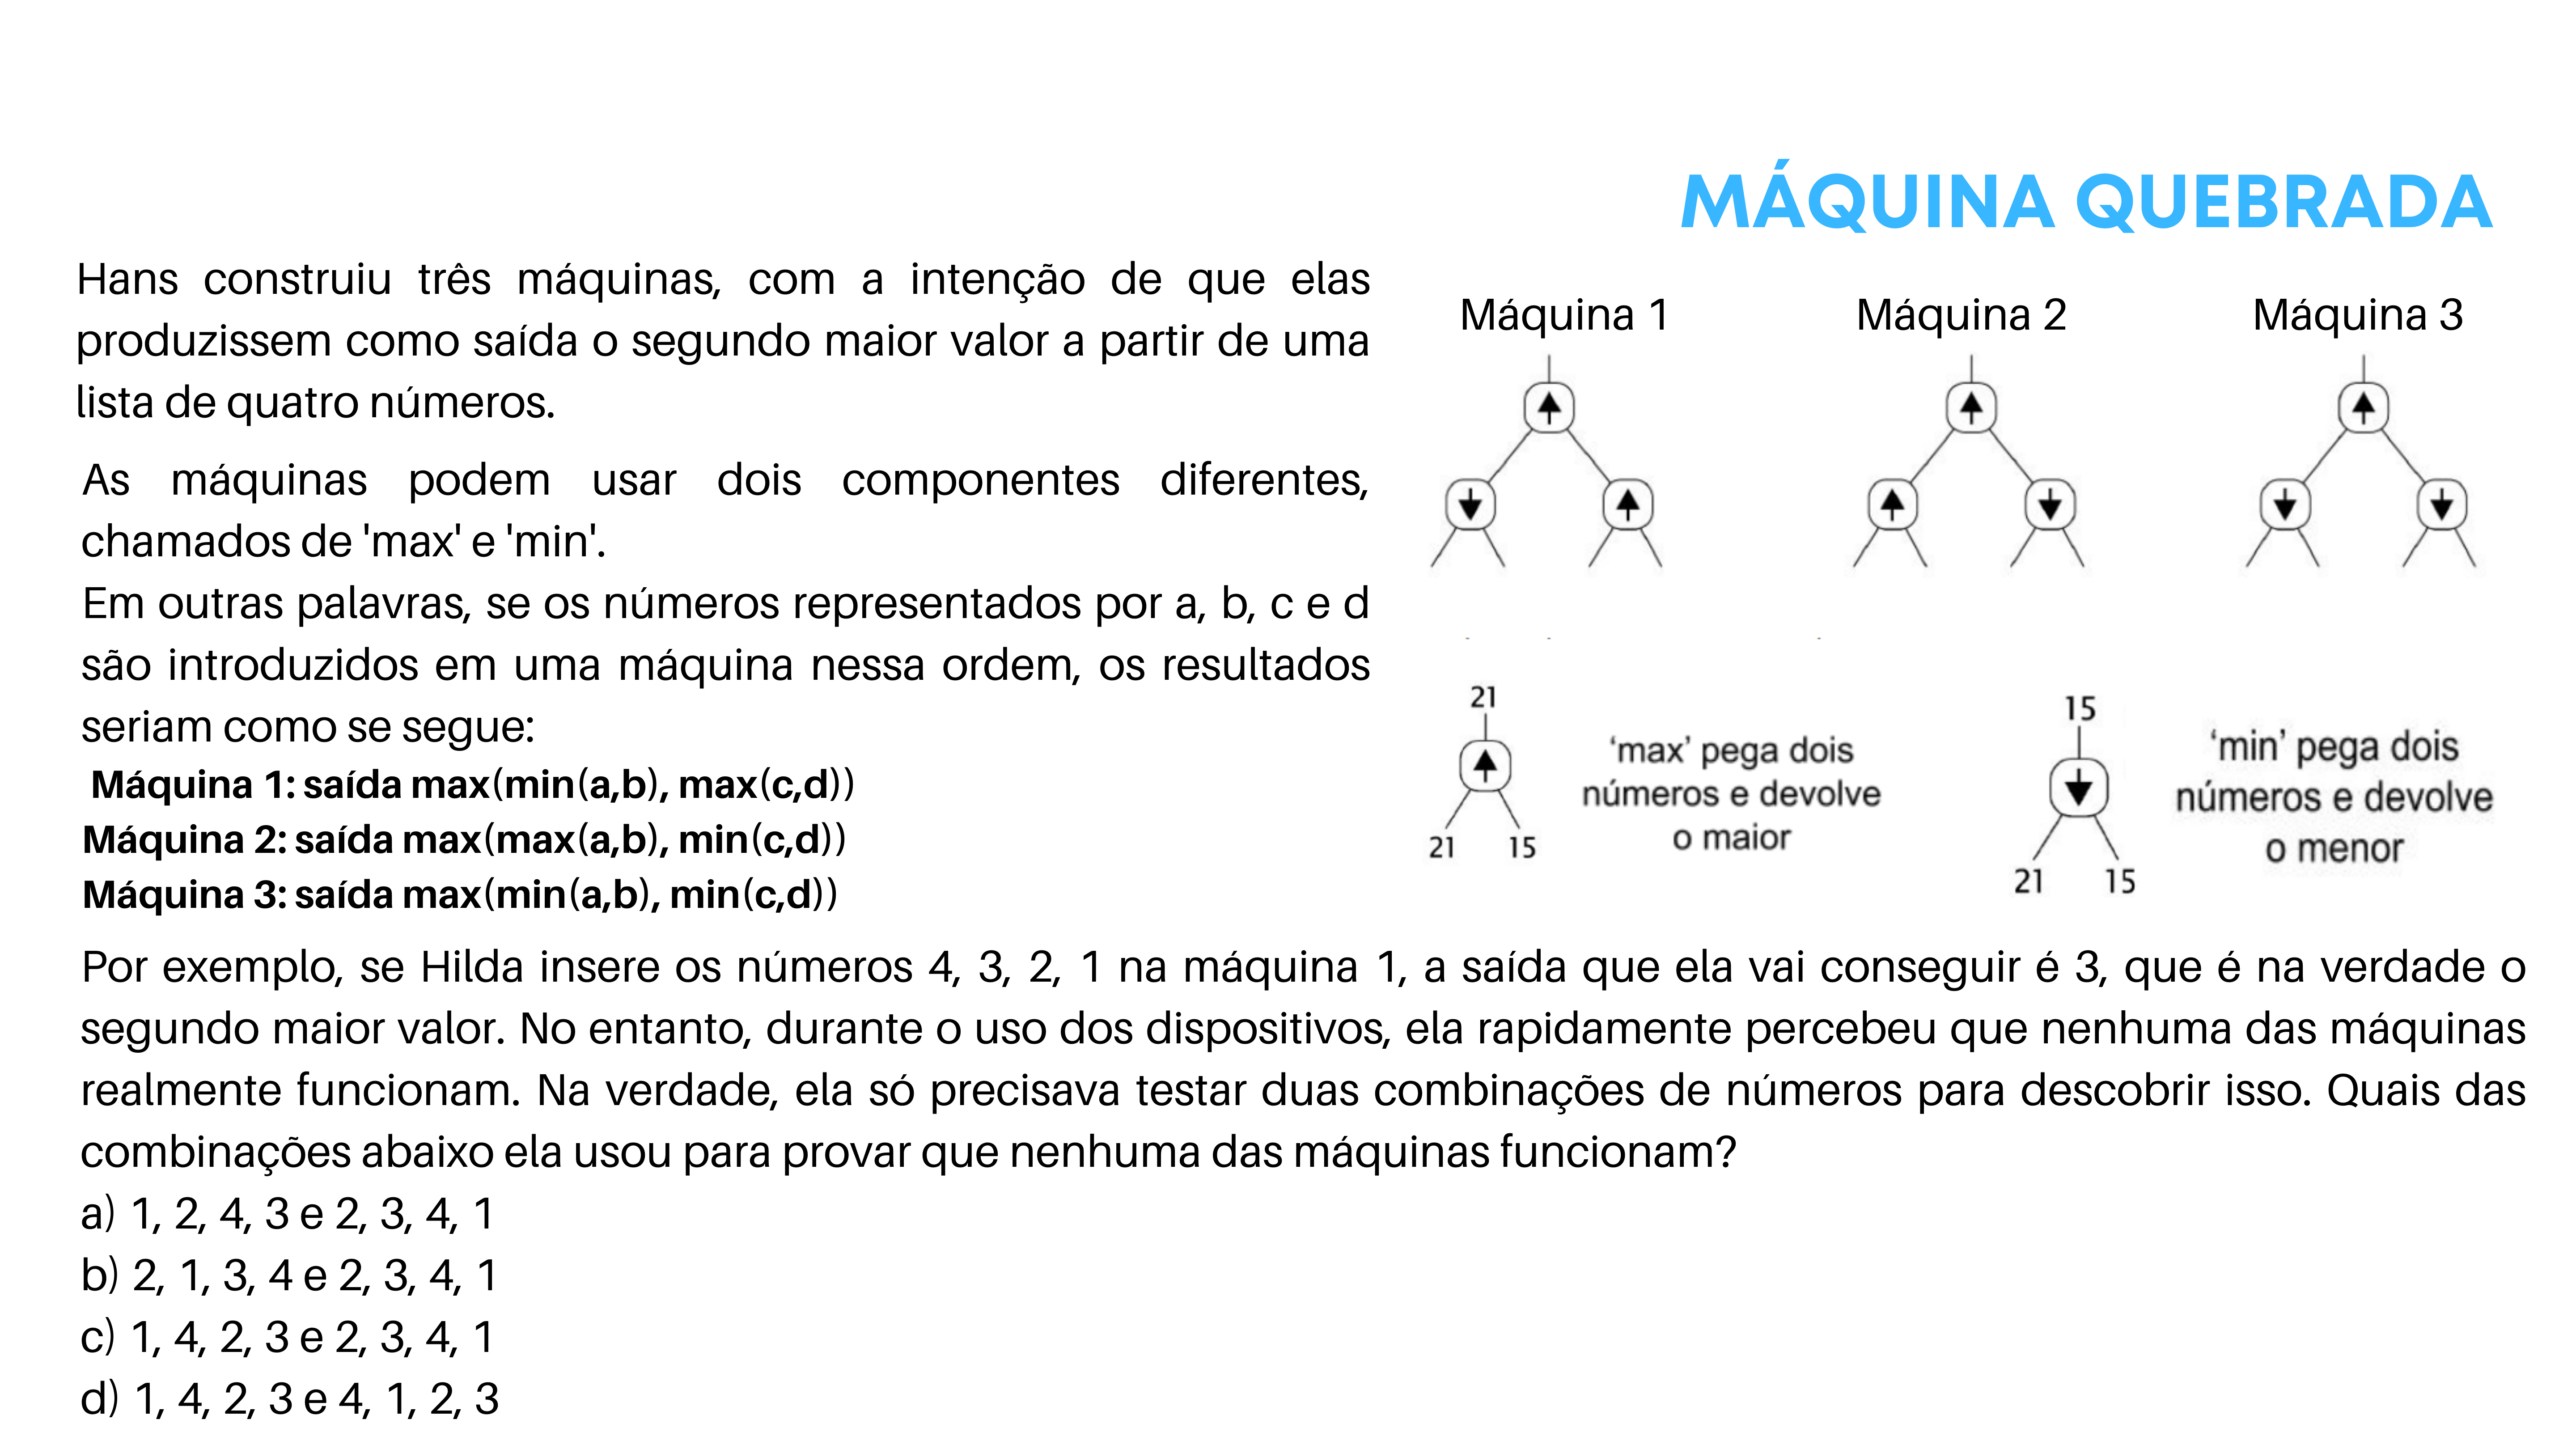 MÁQUINA QUEBRADA
Hans construiu três máquinas, com a intenção de que elas
produzissem como saída o segundo maior valor a partir de uma
lista de quatro números.
As máquinas podem usar dois componentes diferentes,
chamados de 'max' e 'min'.
Em outras palavras, se os números representados por a, b, c e d
são introduzidos em uma máquina nessa ordem, os resultados
seriam como se segue:
Máquina 1: saída max(min(a,b), max(c,d))
Máquina 2: saída max(max(a,b), min(c,d))
Máquina 3: saída max(min(a,b), min(c,d))
Máquina 1 Máquina 2 Máquina 3
21
21 15
‘max’ pega dois
números e devolve
o maior
15
21 15
‘min’ pega dois
números e devolve
o menor
Por exemplo, se Hilda insere os números 4, 3, 2, 1 na máquina 1, a saída que ela vai conseguir é 3, que é na verdade o
segundo maior valor. No entanto, durante o uso dos dispositivos, ela rapidamente percebeu que nenhuma das máquinas
realmente funcionam. Na verdade, ela só precisava testar duas combinações de números para descobrir isso. Quais das
combinações abaixo ela usou para provar que nenhuma das máquinas funcionam?
a) 1, 2, 4, 3 e 2, 3, 4, 1
b) 2, 1, 3, 4 e 2, 3, 4, 1
c) 1, 4, 2, 3 e 2, 3, 4, 1
d) 1, 4, 2, 3 e 4, 1, 2, 3